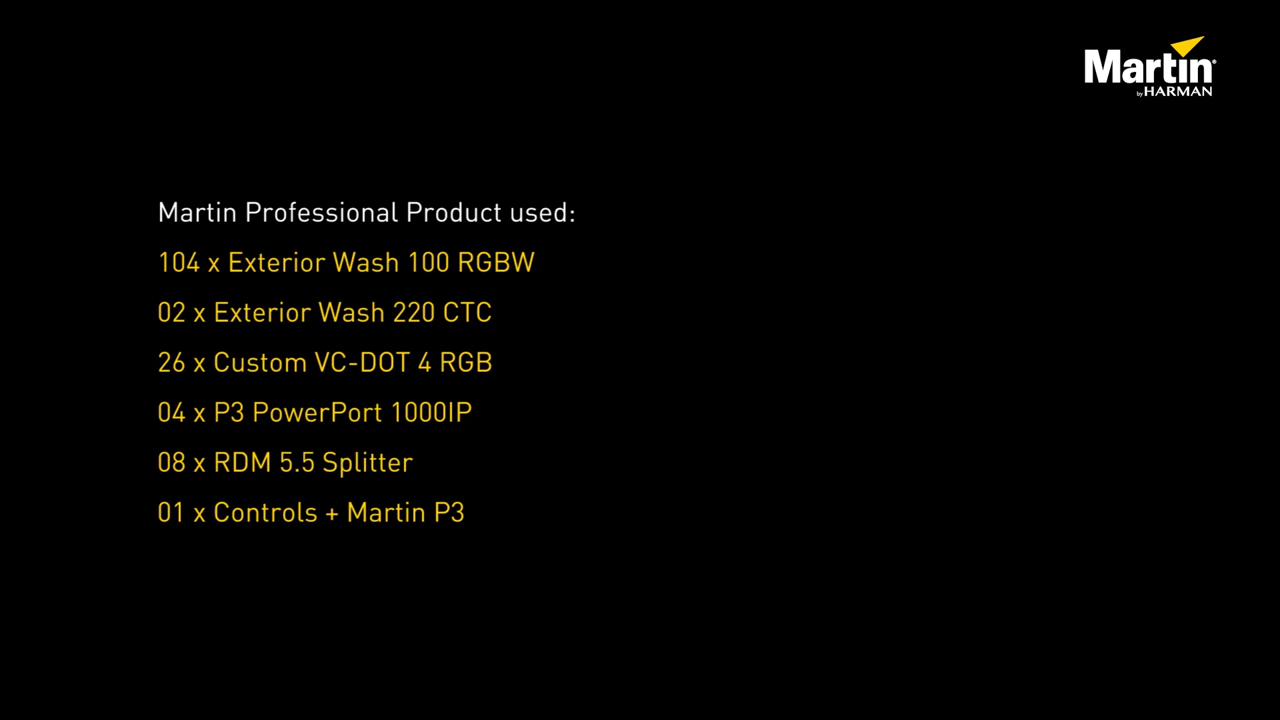 Martin
by HARMAN
Martin Professional Product used:
104 x Exterior Wash 100 RGBW
02 x Exterior Wash 220 CTC
26 x Custom VC-DOT 4 RGB
04 x P3 PowerPort 1000IP
08 x RDM 5.5 Splitter
01 x Controls + Martin P3